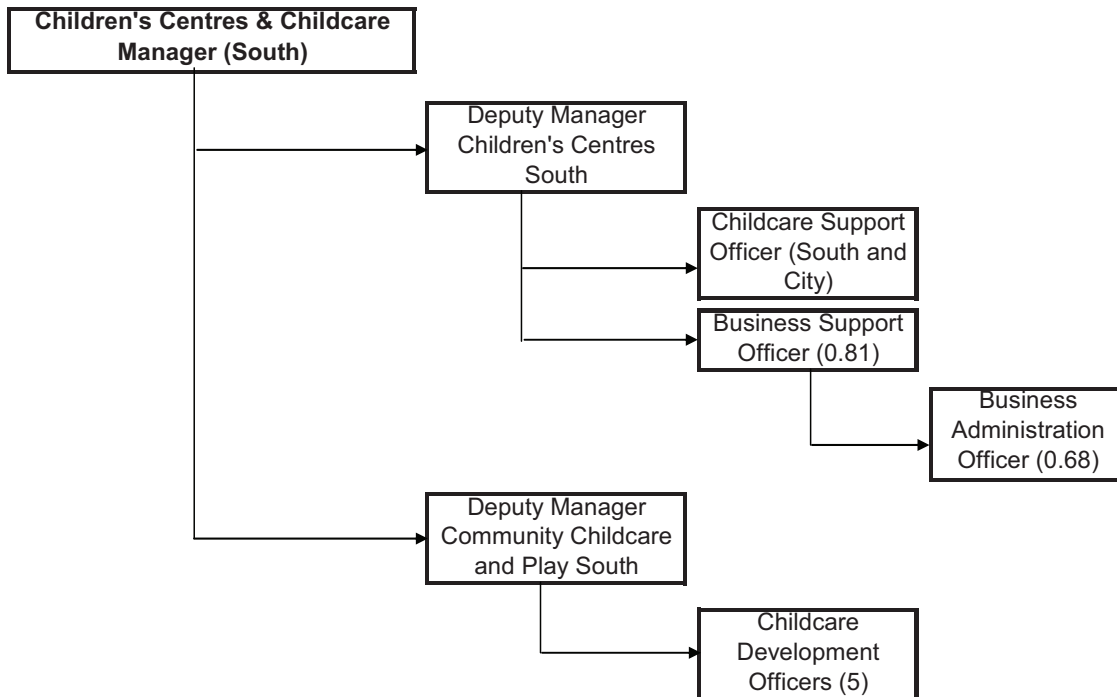 Children's Centres & Childcare
Manager (South)
Deputy Manager
Children's Centres
South
Childcare Support
Officer (South and
City)
Business Support
Officer (0.81)
Business
Administration
Officer (0.68)
Deputy Manager
Community Childcare
and Play South
Childcare
Development
Officers (5)